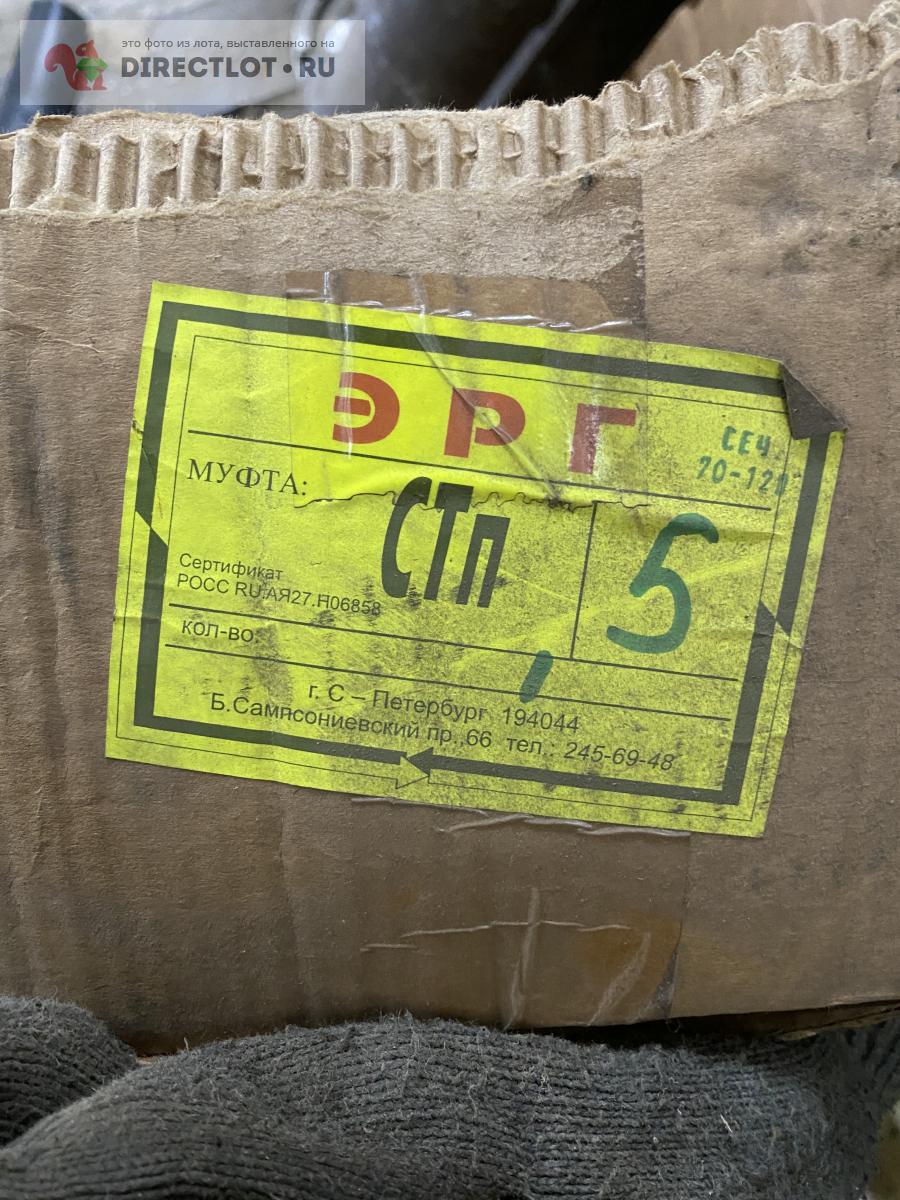 это фото из лота, выставленного на
DIRECTLOT•RU
ЭРГ
СЕЧ.
70-120
МУФТА:
СТп
5
Сертификат
РОСС RU.АЯ27.Н06858
кол-во:
г. С – Петербург 194044
Б.Сампсониевский пр.,66 тел.: 245-69-48